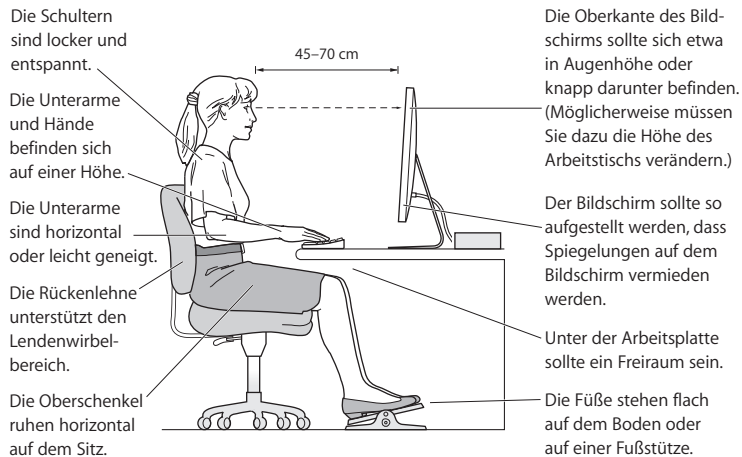 Die Schultern
sind locker und
entspannt.
Die Unterarme
und Hände
befinden sich
auf einer Höhe.
Die Unterarme
sind horizontal
oder leicht geneigt.
Die Rückenlehne
unterstützt den
Lendenwirbel-
bereich.
Die Oberschenkel
ruhen horizontal
auf dem Sitz.
45–70 cm
Die Oberkante des Bild-
schirms sollte sich etwa
in Augenhöhe oder
knapp darunter befinden.
(Möglicherweise müssen
Sie dazu die Höhe des
Arbeitstischs verändern.)
Der Bildschirm sollte so
aufgestellt werden, dass
Spiegelungen auf dem
Bildschirm vermieden
werden.
Unter der Arbeitsplatte
sollte ein Freiraum sein.
Die Füße stehen flach
auf dem Boden oder
auf einer Fußstütze.